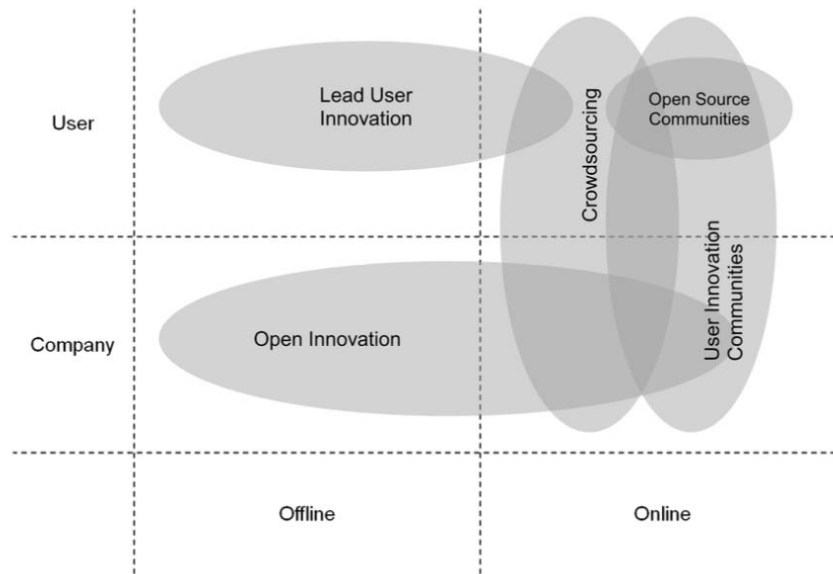 User
Lead User
Innovation
Crowdsourcing
Open Source
Communities
User Innovation
Communities
Company
Open Innovation
Offline
Online